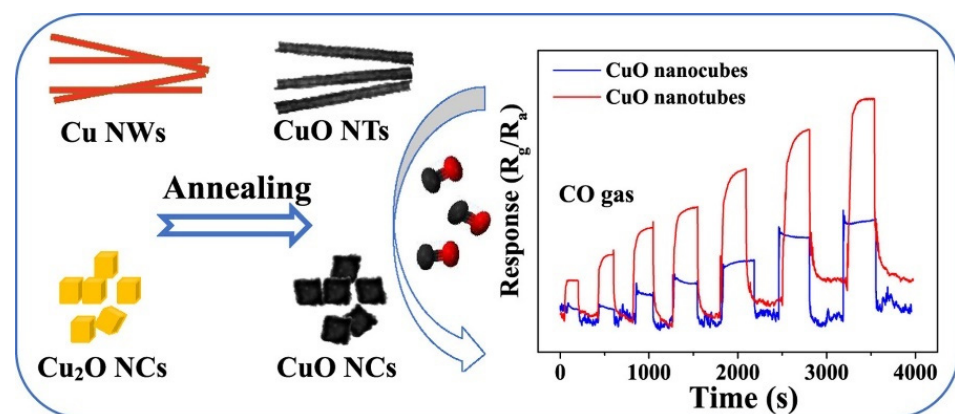 Cu NWs
CuO NTs
Annealing
Cu₂O NCs
CuO NCs
CuO nanocubes
CuO nanotubes
CO gas
Response (R_g/R_a)
0
1000
2000
3000
4000
Time (s)